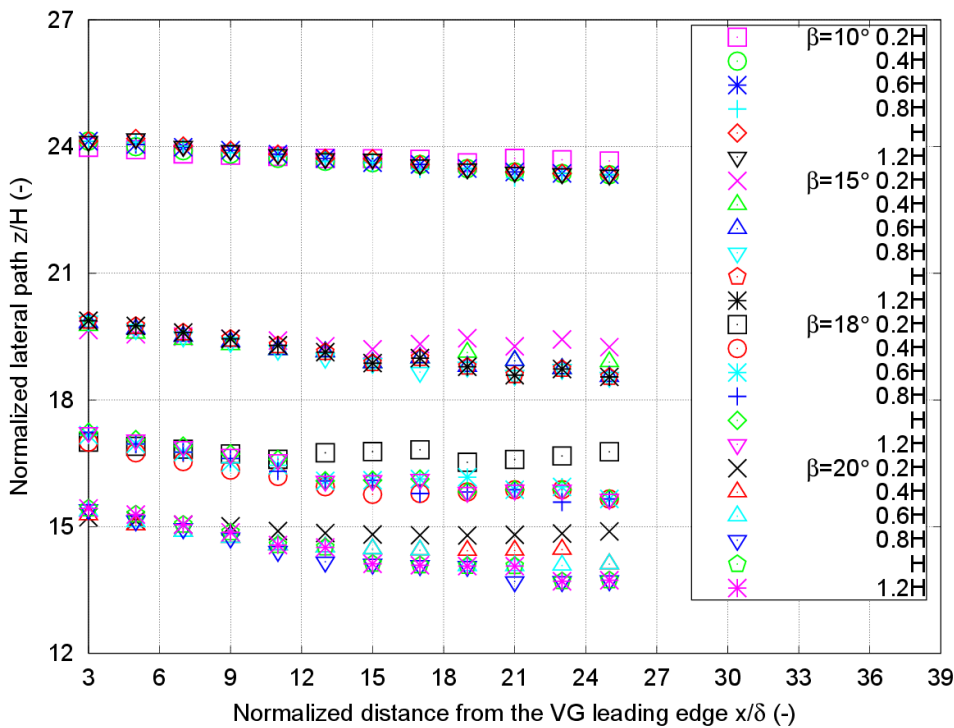 27
24
21
18
15
12
Normalized lateral path z/H (-)
β=10° 0.2H
0.4H
0.6H
0.8H
H
1.2H
β=15° 0.2H
0.4H
0.6H
0.8H
H
1.2H
β=18° 0.2H
0.4H
0.6H
0.8H
H
1.2H
β=20° 0.2H
0.4H
0.6H
0.8H
H
1.2H
3 6 9 12 15 18 21 24 27 30 33 36 39
Normalized distance from the VG leading edge x/δ (-)